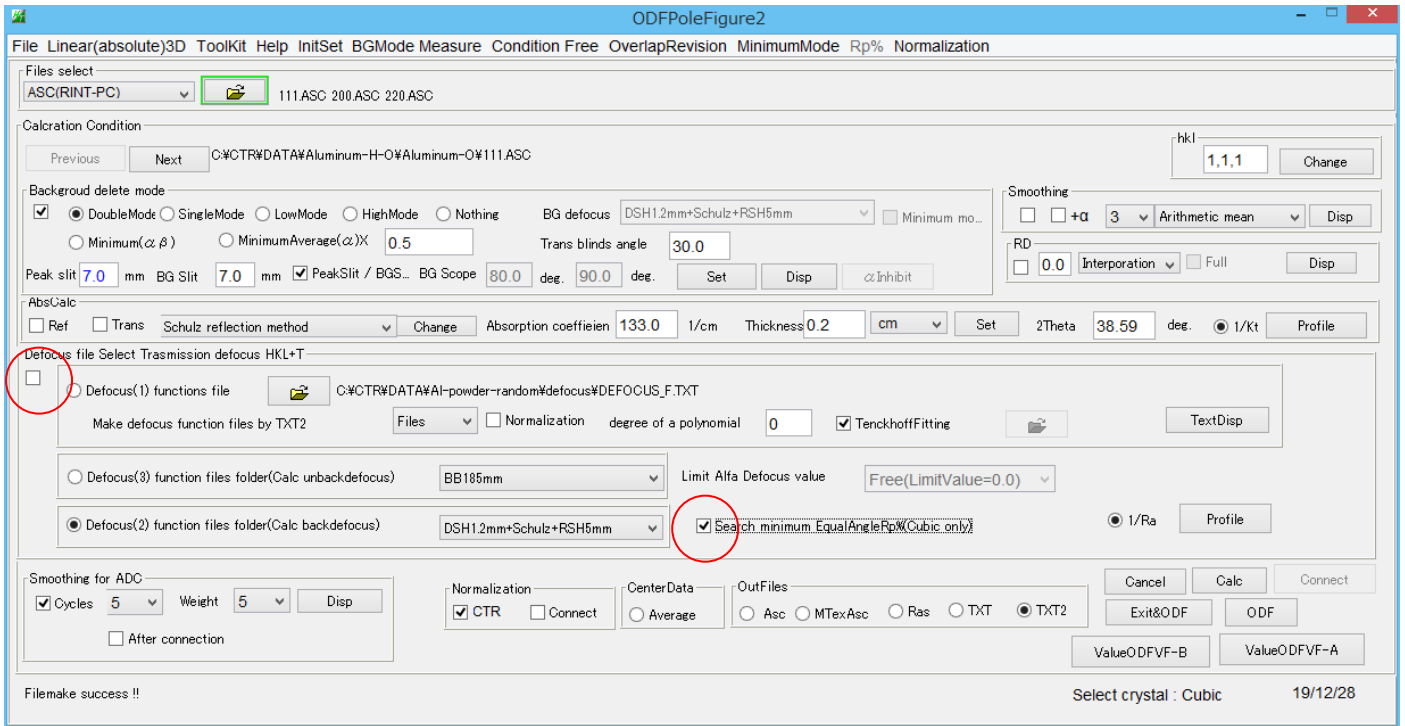 ODFPoleFigure2
File Linear(absolute)3D ToolKit Help InitSet BGMode Measure Condition Free OverlapRevision MinimumMode Rp% Normalization
Files select
ASC(RINT-PC) 111.ASC 200.ASC 220.ASC
Calcration Condition
Previous Next C:¥CTR¥DATA¥Aluminum-H-O¥Aluminum-O¥111.ASC
hkl
1,1,1 Change
Backgroud delete mode
DoubleMode SingleMode LowMode HighMode Nothing BG defocus DSH1.2mm+Schulz+RSH5mm Minimum mo...
Minimum(α β) MinimumAverage(α)X 0.5 Trans blinds angle 30.0
Peak slit 7.0 mm BG Slit 7.0 mm PeakSlit / BGS... BG Scope 80.0 deg. 90.0 deg. Set Disp αInhibit
Smoothing
+α 3 Arithmetic mean Disp
RD
0.0 Interporation Full Disp
AbsCalc
Ref Trans Schulz reflection method Change Absorption coeffieien 133.0 1/cm Thickness 0.2 cm Set 2Theta 38.59 deg. 1/Kt Profile
Defocus file Select Trasmission defocus HKL+T
Defocus(1) functions file C:¥CTR¥DATA¥Al-powder-random¥defocus¥DEFOCUS_F.TXT
Make defocus function files by TXT2 Files Normalization degree of a polynomial 0 TenckhoffFitting TextDisp
Defocus(3) function files folder(Calc unbackdefocus) BB185mm Limit Alfa Defocus value Free(LimitValue=0.0)
Defocus(2) function files folder(Calc backdefocus) DSH1.2mm+Schulz+RSH5mm Search minimum EqualAngleRp%(Cubic only) 1/Ra Profile
Smoothing for ADC
Cycles 5 Weight 5 Disp
After connection
Normalization
CTR Connect
CenterData
Average
OutFiles
Asc MTexAsc Ras TXT TXT2
Cancel Calc Connect
Exit&ODF ODF
ValueODFVF-B ValueODFVF-A
Filemake success !! Select crystal : Cubic 19/12/28